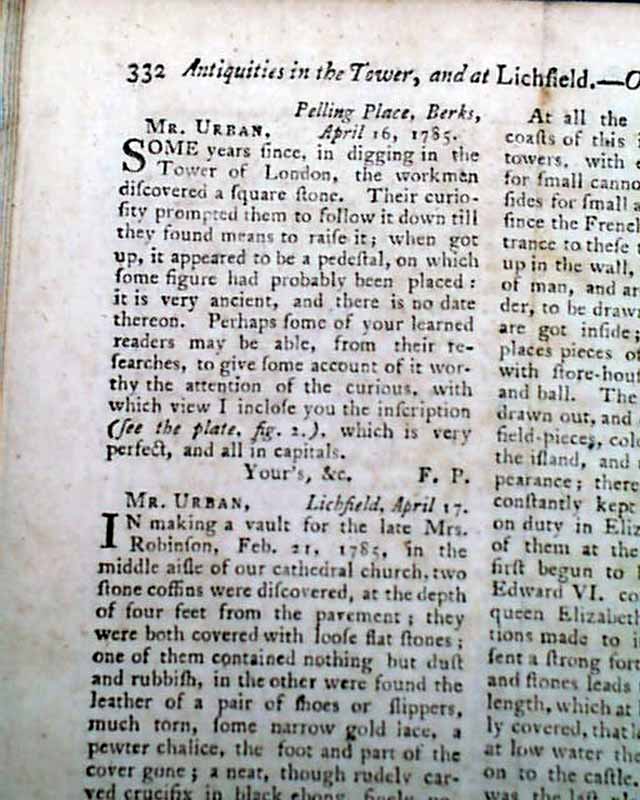 332 Antiquities in the Tower, and at Lichfield.—O
Pelling Place, Berks,
MR. URBAN, April 16, 1785.
SOME years ſince, in digging in the
Tower of London, the workmen
diſcovered a ſquare ſtone. Their curio-
ſity prompted them to follow it down till
they found means to raiſe it; when got
up, it appeared to be a pedeſtal, on which
ſome figure had probably been placed:
it is very ancient, and there is no date
thereon. Perhaps ſome of your learned
readers may be able, from their re-
ſearches, to give ſome account of it wor-
thy the attention of the curious, with
which view I incloſe you the inſcription
(ſee the plate, fig. 2.), which is very
perfect, and all in capitals.
Your's, &c. F. P.
MR. URBAN, Lichfield, April 17.
IN making a vault for the late Mrs.
Robinſon, Feb. 21, 1785, in the
middle aiſle of our cathedral church, two
ſtone coffins were diſcovered, at the depth
of four feet from the pavement; they
were both covered with looſe flat ſtones;
one of them contained nothing but duſt
and rubbiſh, in the other were found the
leather of a pair of ſhoes or ſlippers,
much torn, ſome narrow gold lace, a
pewter chalice, the foot and part of the
cover gone; a neat, though rudely car-
ved crucifix in black ebony, finely
At all the
coaſts of this
towers, with
for ſmall canno
ſides for ſmall a
ſince the French
trance to theſe t
up in the wall,
of man, and ar
der, to be drawn
are got inſide;
places pieces of
with ſtore-houſ
and ball. The
drawn out, and
field-pieces, colo
the iſland, and
pearance; there
conſtantly kept
on duty in Eliz
of them at the
firſt begun to
Edward VI. co
queen Elizabeth
tions made to i
ſent a ſtrong fort
and ſtones leads
length, which at
ly covered, that
at low water th
on to the caſtle.
was the laſt